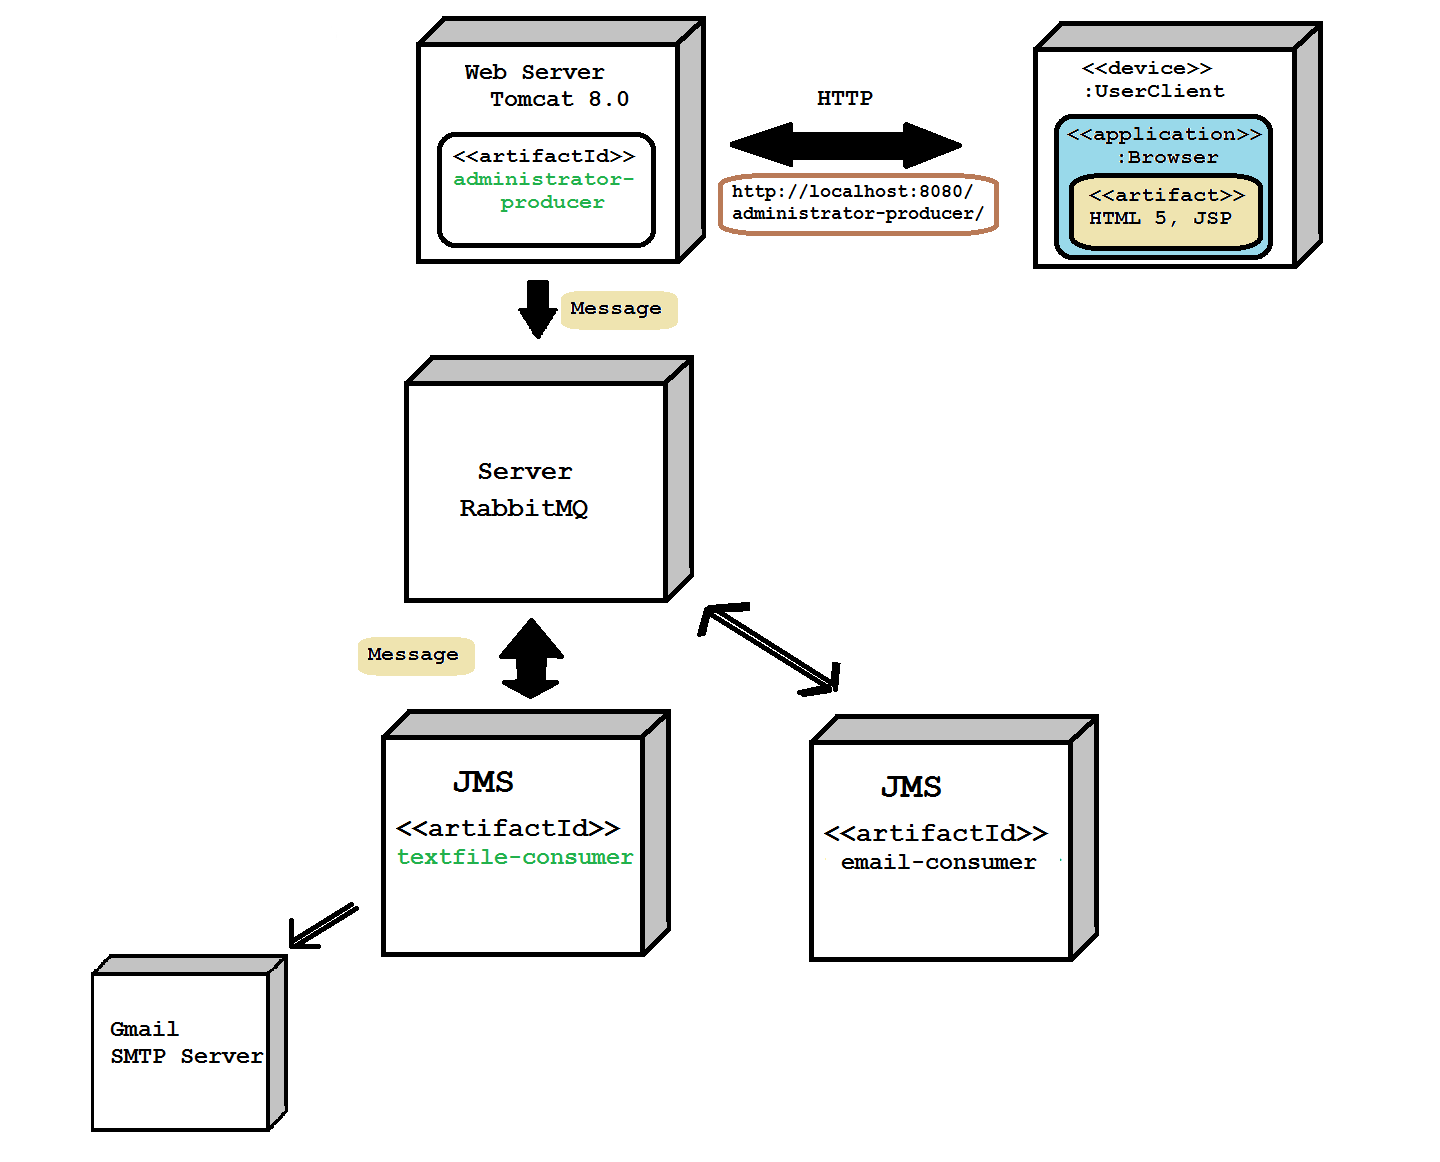 Web Server
Tomcat 8.0
<<artifactId>>
administrator-
producer
HTTP
http://localhost:8080/
administrator-producer/
<<device>>
:UserClient
<<application>>
:Browser
<<artifact>>
HTML 5, JSP
Message
Server
RabbitMQ
Message
JMS
<<artifactId>>
textfile-consumer
JMS
<<artifactId>>
email-consumer
Gmail
SMTP Server